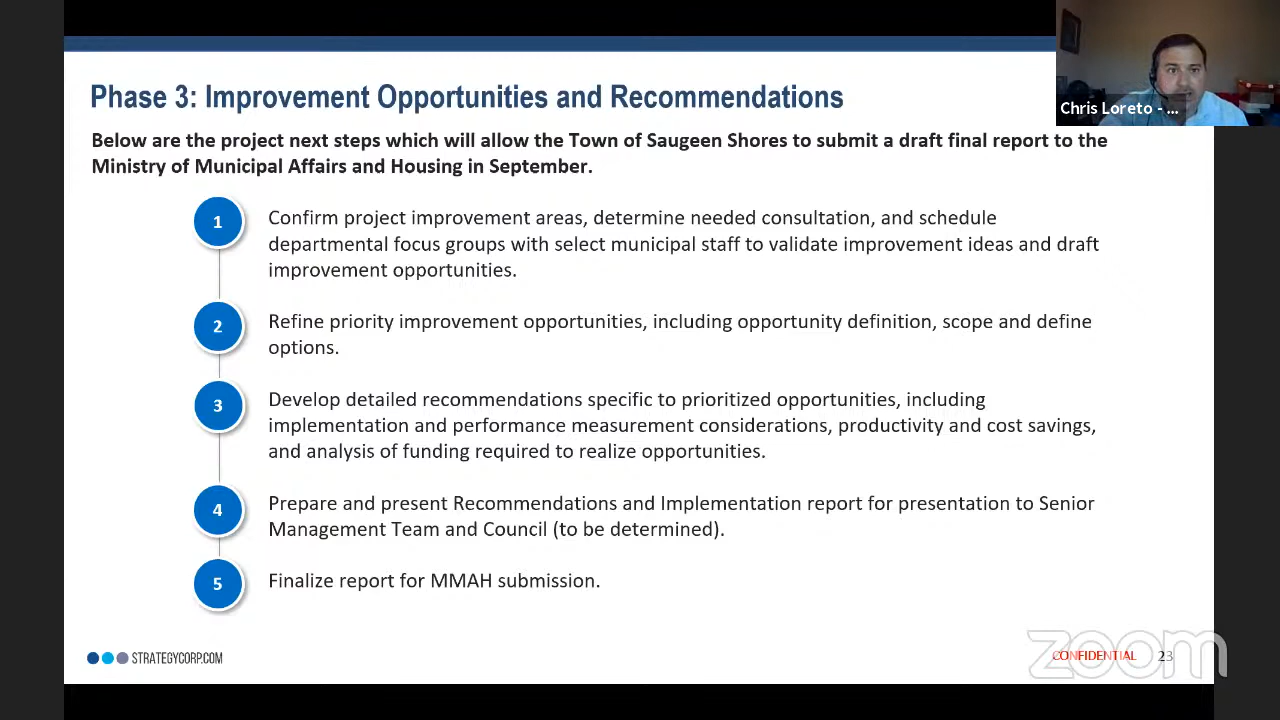 Phase 3: Improvement Opportunities and Recommendations
Chris Loreto - ...
Below are the project next steps which will allow the Town of Saugeen Shores to submit a draft final report to the
Ministry of Municipal Affairs and Housing in September.
1
Confirm project improvement areas, determine needed consultation, and schedule
departmental focus groups with select municipal staff to validate improvement ideas and draft
improvement opportunities.
2
Refine priority improvement opportunities, including opportunity definition, scope and define
options.
3
Develop detailed recommendations specific to prioritized opportunities, including
implementation and performance measurement considerations, productivity and cost savings,
and analysis of funding required to realize opportunities.
4
Prepare and present Recommendations and Implementation report for presentation to Senior
Management Team and Council (to be determined).
5
Finalize report for MMAH submission.
STRATEGYCORP.COM
CONFIDENTIAL
23
zoom